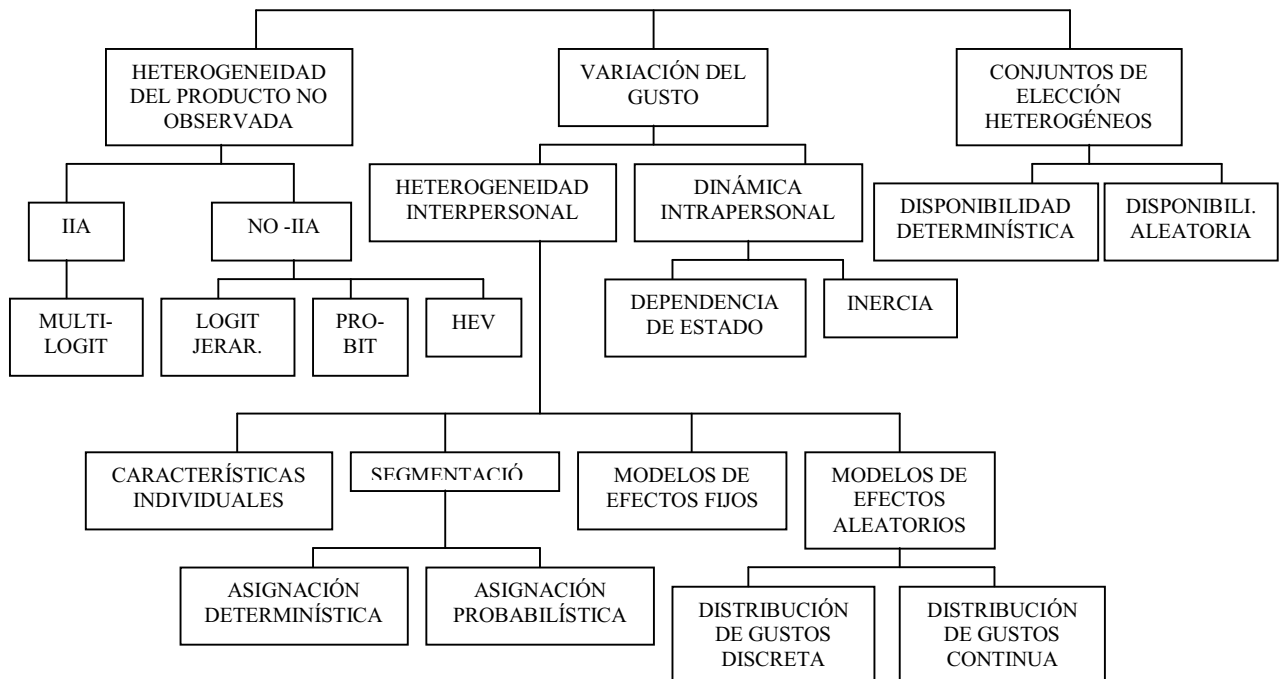 HETEROGENEIDAD
DEL PRODUCTO NO
OBSERVADA
VARIACIÓN DEL
GUSTO
CONJUNTOS DE
ELECCIÓN
HETEROGÉNEOS
IIA
NO -IIA
HETEROGENEIDAD
INTERPERSONAL
DINÁMICA
INTRAPERSONAL
DISPONIBILIDAD
DETERMINÍSTICA
DISPONIBILI.
ALEATORIA
MULTI-
LOGIT
LOGIT
JERAR.
PRO-
BIT
HEV
DEPENDENCIA
DE ESTADO
INERCIA
CARACTERÍSTICAS
INDIVIDUALES
SEGMENTACIÓ
MODELOS DE
EFECTOS FIJOS
MODELOS DE
EFECTOS
ALEATORIOS
ASIGNACIÓN
DETERMINÍSTICA
ASIGNACIÓN
PROBABILÍSTICA
DISTRIBUCIÓN
DE GUSTOS
DISCRETA
DISTRIBUCIÓN
DE GUSTOS
CONTINUA